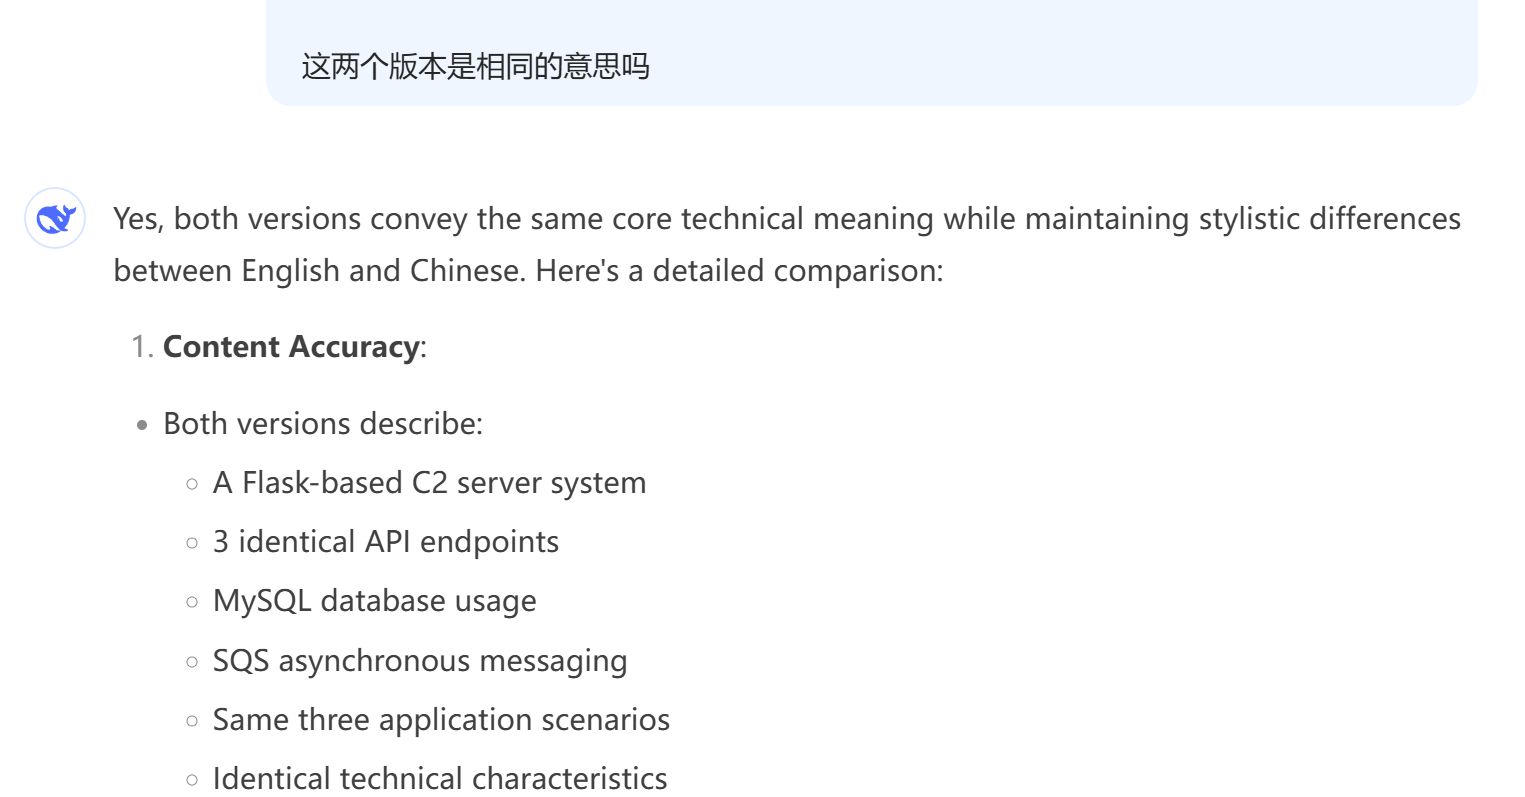 这两个版本是相同的意思吗
Yes, both versions convey the same core technical meaning while maintaining stylistic differences
between English and Chinese. Here's a detailed comparison:
1. Content Accuracy:
• Both versions describe:
○ A Flask-based C2 server system
○ 3 identical API endpoints
○ MySQL database usage
○ SQS asynchronous messaging
○ Same three application scenarios
○ Identical technical characteristics